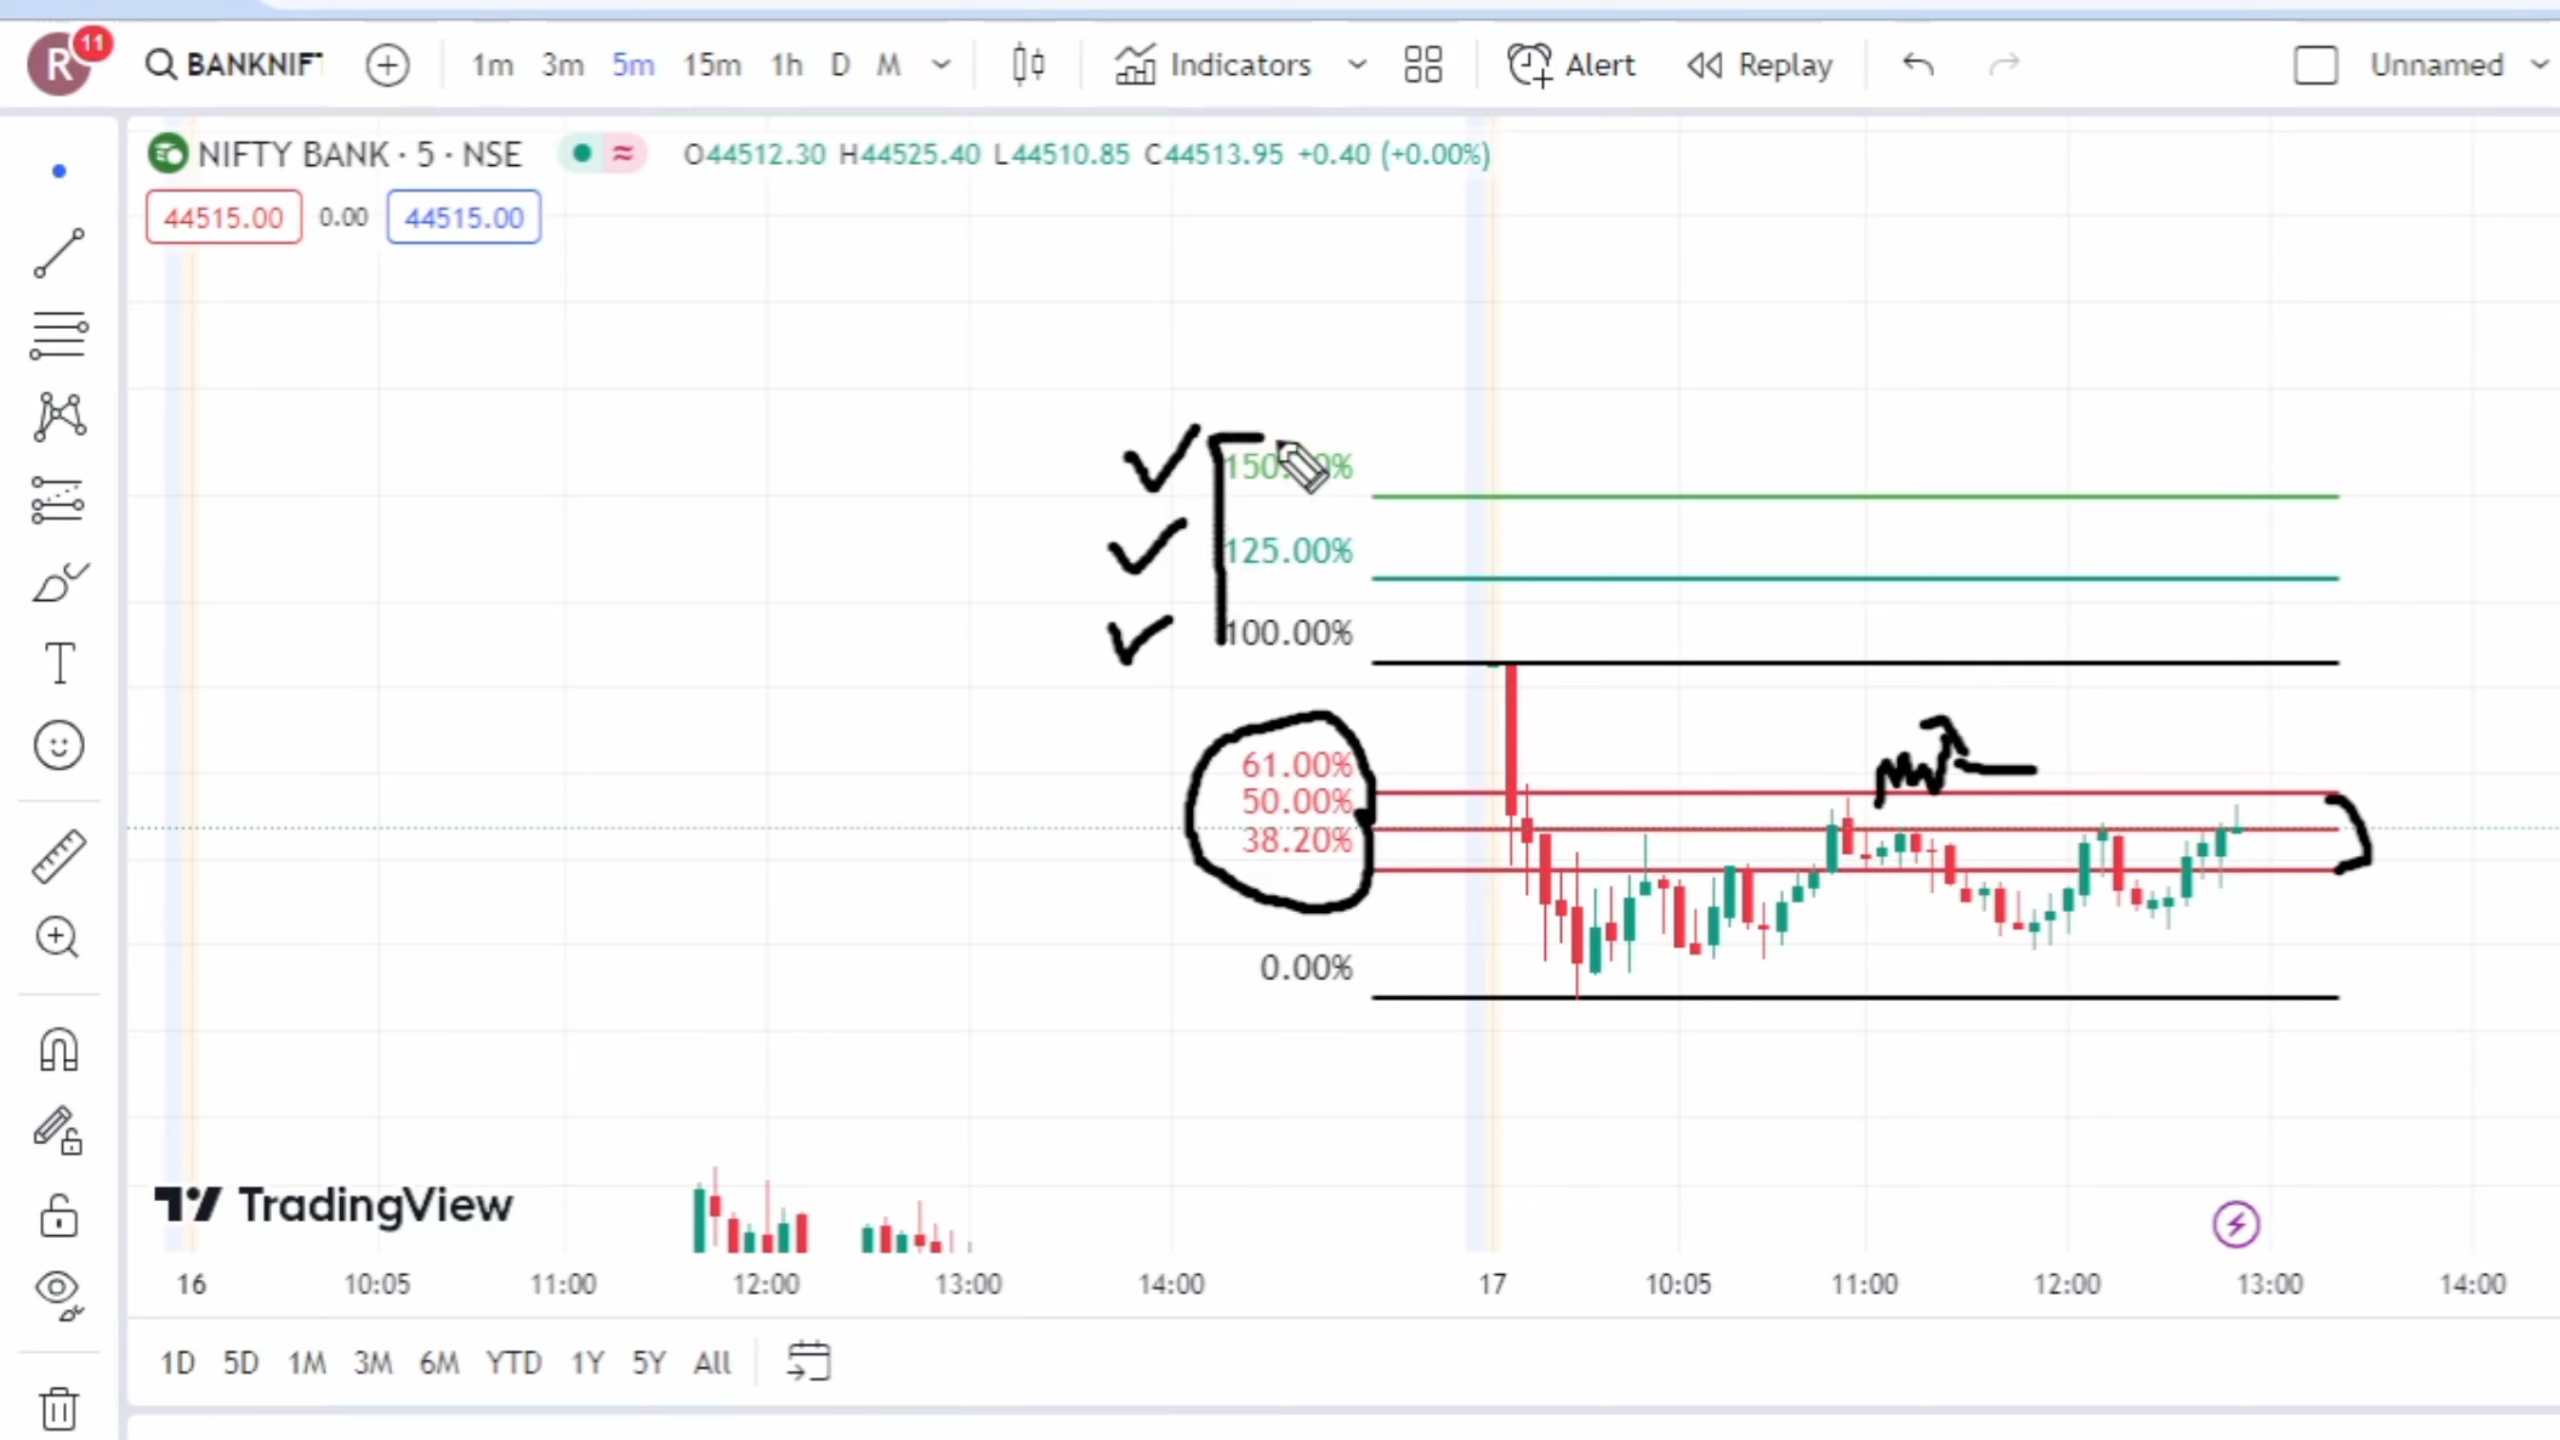 R 11 BANKNIFT 1m 3m 5m 15m 1h D M Indicators Alert Replay Unnamed
NIFTY BANK · 5 · NSE ≈ O44512.30 H44525.40 L44510.85 C44513.95 +0.40 (+0.00%)
44515.00 0.00 44515.00
125.00%
100.00%
61.00%
50.00%
38.20%
0.00%
TradingView
16 10:05 11:00 12:00 13:00 14:00 17 10:05 11:00 12:00 13:00 14:00
1D 5D 1M 3M 6M YTD 1Y 5Y All